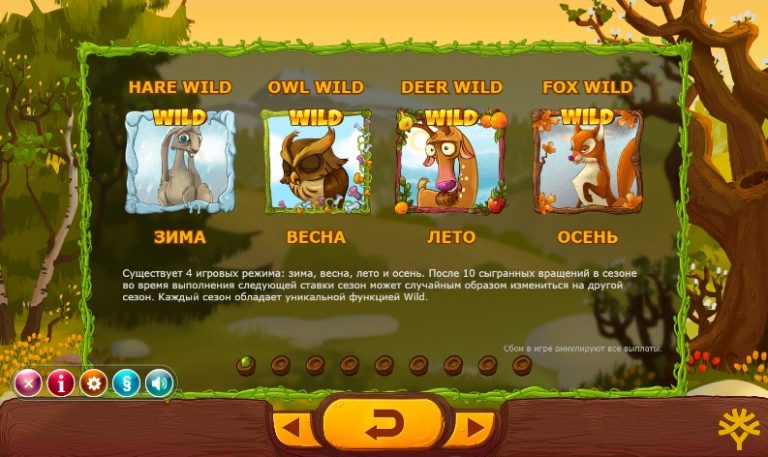 HARE WILD OWL WILD DEER WILD FOX WILD
WILD WILD WILD WILD
ЗИМА ВЕСНА ЛЕТО ОСЕНЬ
Существует 4 игровых режима: зима, весна, лето и осень. После 10 сыгранных вращений в сезоне
во время выполнения следующей ставки сезон может случайным образом измениться на другой
сезон. Каждый сезон обладает уникальной функцией Wild.
Сбои в игре аннулируют все выплаты.